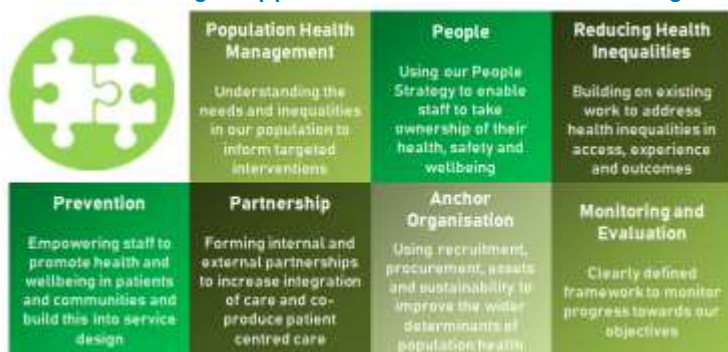 Population Health
Management
Understanding the
needs and inequalities
in our population to
inform targeted
interventions
People
Using our People
Strategy to enable
staff to take
ownership of their
health, safety and
wellbeing
Reducing Health
Inequalities
Building on existing
work to address
health inequalities in
access, experience
and outcomes
Prevention
Empowering staff to
promote health and
wellbeing in patients
and communities and
build this into service
design
Partnership
Forming internal and
external partnerships
to increase integration
of care and co-
produce patient
centred care
Anchor
Organisation
Using recruitment,
procurement, assets
and sustainability to
improve the wider
determinants of
population health
Monitoring and
Evaluation
Clearly defined
framework to monitor
progress towards our
objectives